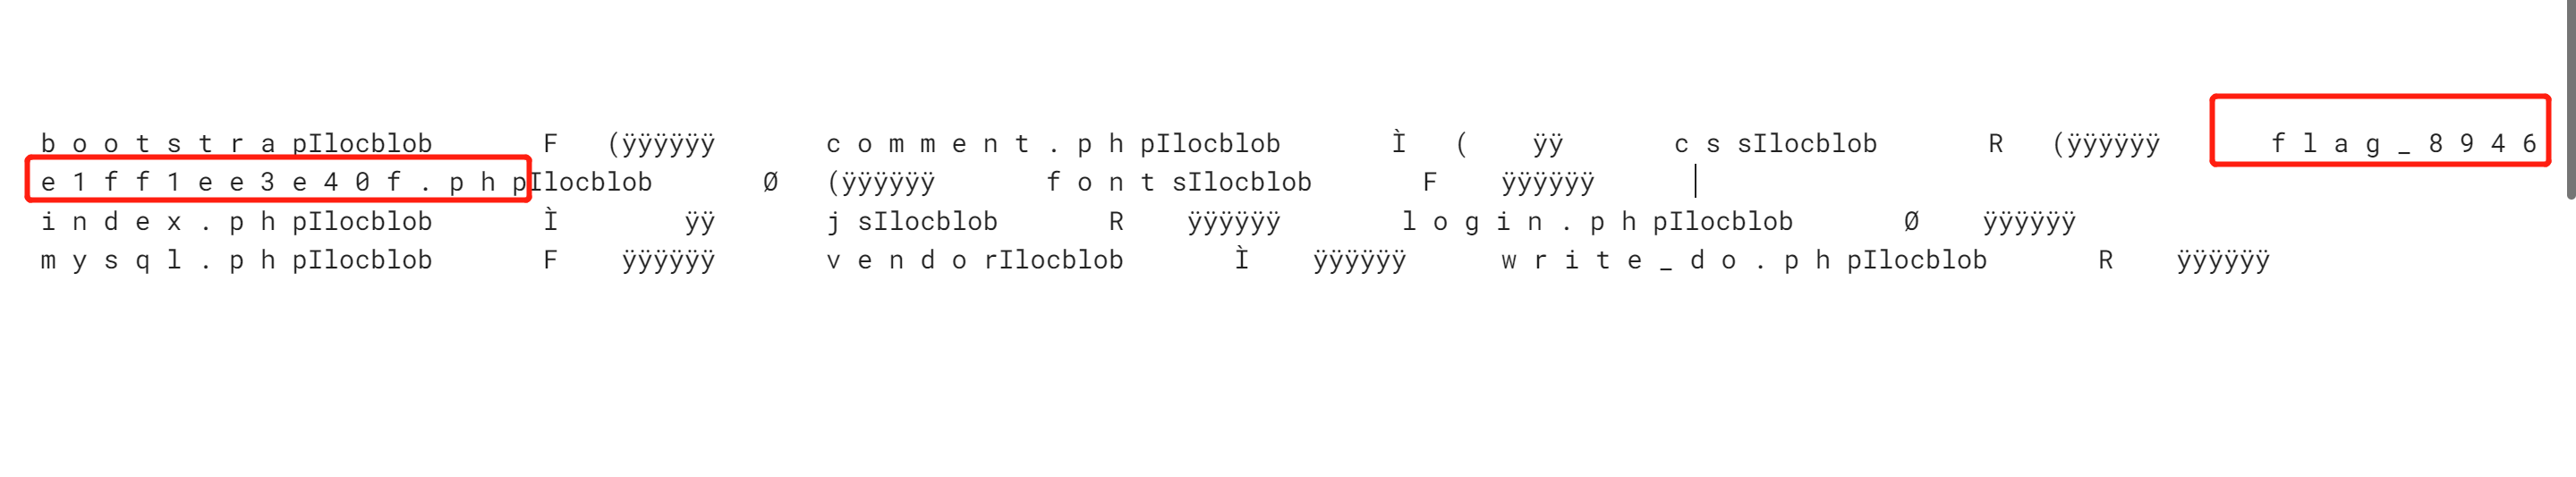 b o o t s t r a pIlocblob F (ÿÿÿÿÿÿ c o m m e n t . p h pIlocblob Ì ( ÿÿ c s sIlocblob R (ÿÿÿÿÿÿ f l a g _ 8 9 4 6
e 1 f f 1 e e 3 e 4 0 f . p h pIlocblob Ø (ÿÿÿÿÿÿ f o n t sIlocblob F ÿÿÿÿÿÿ
i n d e x . p h pIlocblob Ì ÿÿ j sIlocblob R ÿÿÿÿÿÿ l o g i n . p h pIlocblob Ø ÿÿÿÿÿÿ
m y s q l . p h pIlocblob F ÿÿÿÿÿÿ v e n d o rIlocblob Ì ÿÿÿÿÿÿ w r i t e _ d o . p h pIlocblob R ÿÿÿÿÿÿ